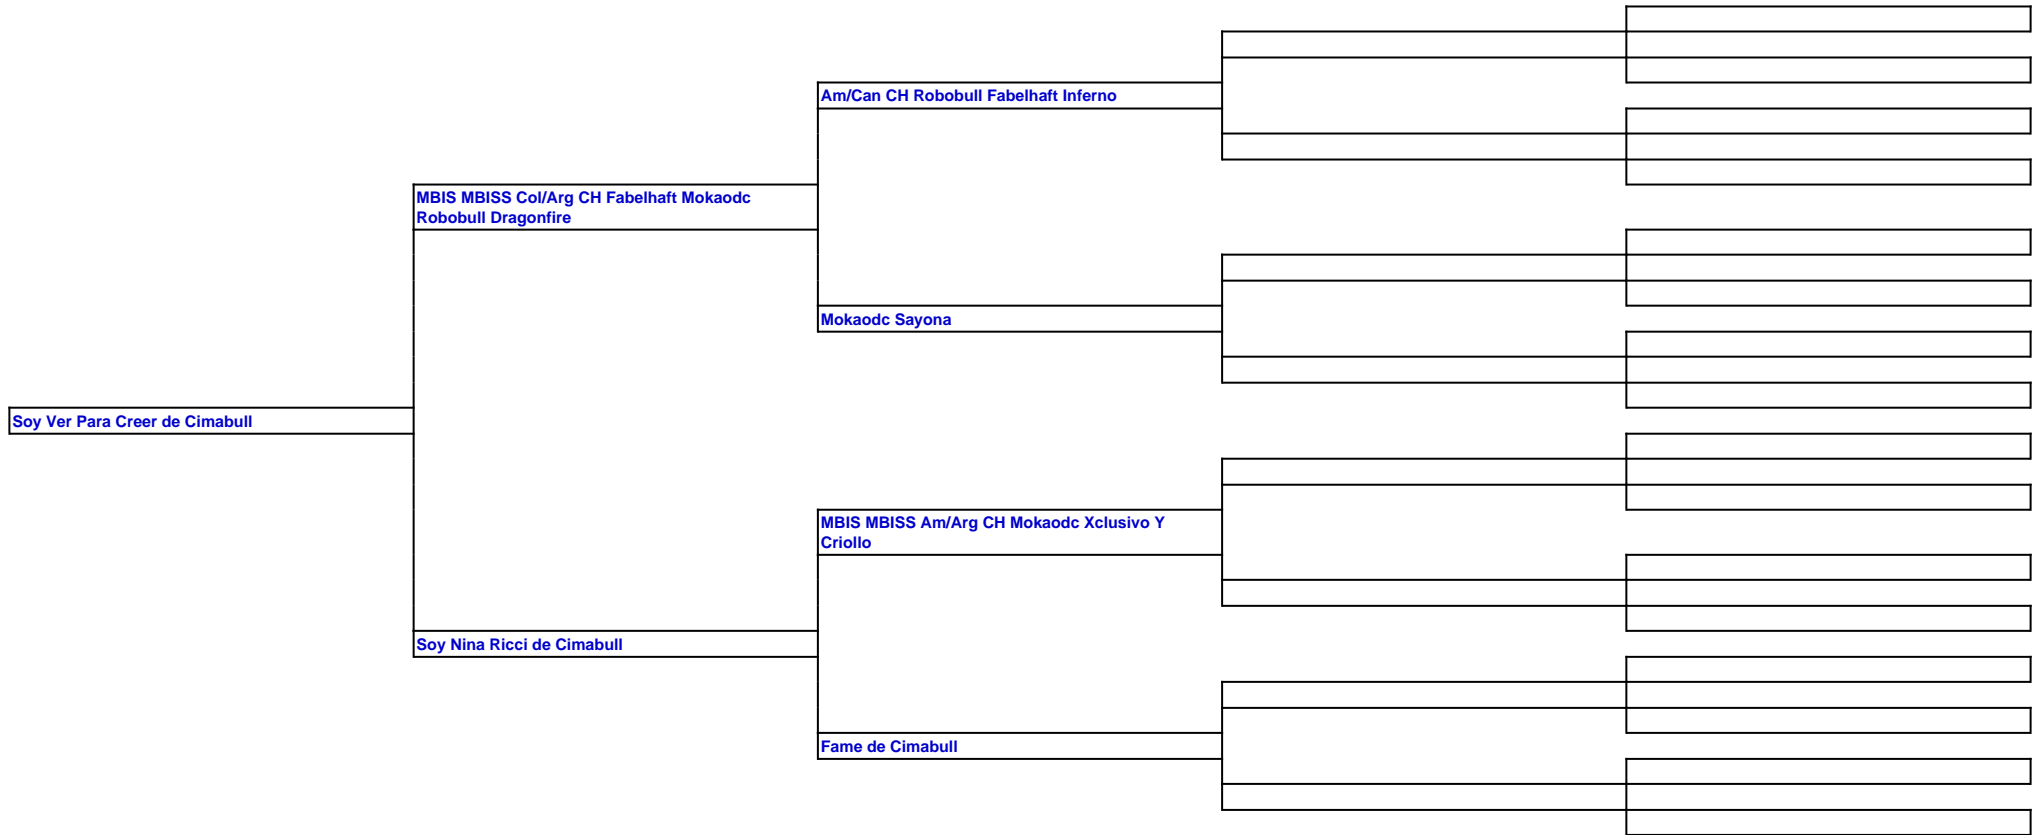 Am/Can CH Robobull Fabelhaft Inferno
MBIS MBISS Col/Arg CH Fabelhaft Mokaodc
Robobull Dragonfire
Mokaodc Sayona
Soy Ver Para Creer de Cimabull
MBIS MBISS Am/Arg CH Mokaodc Xclusivo Y
Criollo
Soy Nina Ricci de Cimabull
Fame de Cimabull